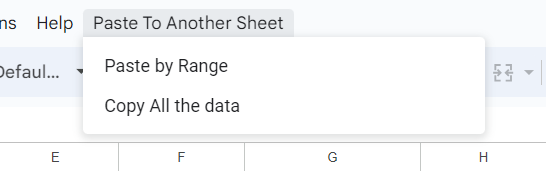 ns Help Paste To Another Sheet
Defaul...
Paste by Range
Copy All the data
E F G H